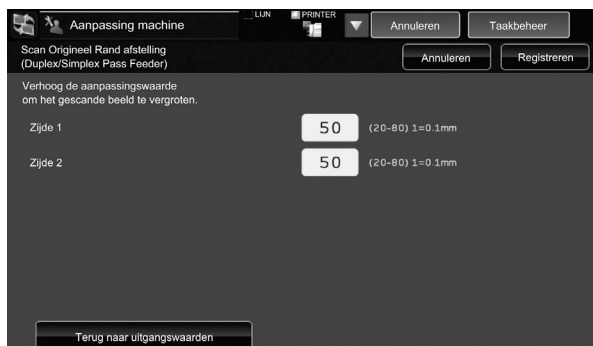 Aanpassing machine
LIJN
PRINTER
Annuleren
Taakbeheer
Scan Origineel Rand afstelling
(Duplex/Simplex Pass Feeder)
Annuleren
Registreren
Verhoog de aanpassingswaarde
om het gescande beeld te vergroten.
Zijde 1
50
(20-80) 1=0.1mm
Zijde 2
50
(20-80) 1=0.1mm
Terug naar uitgangswaarden